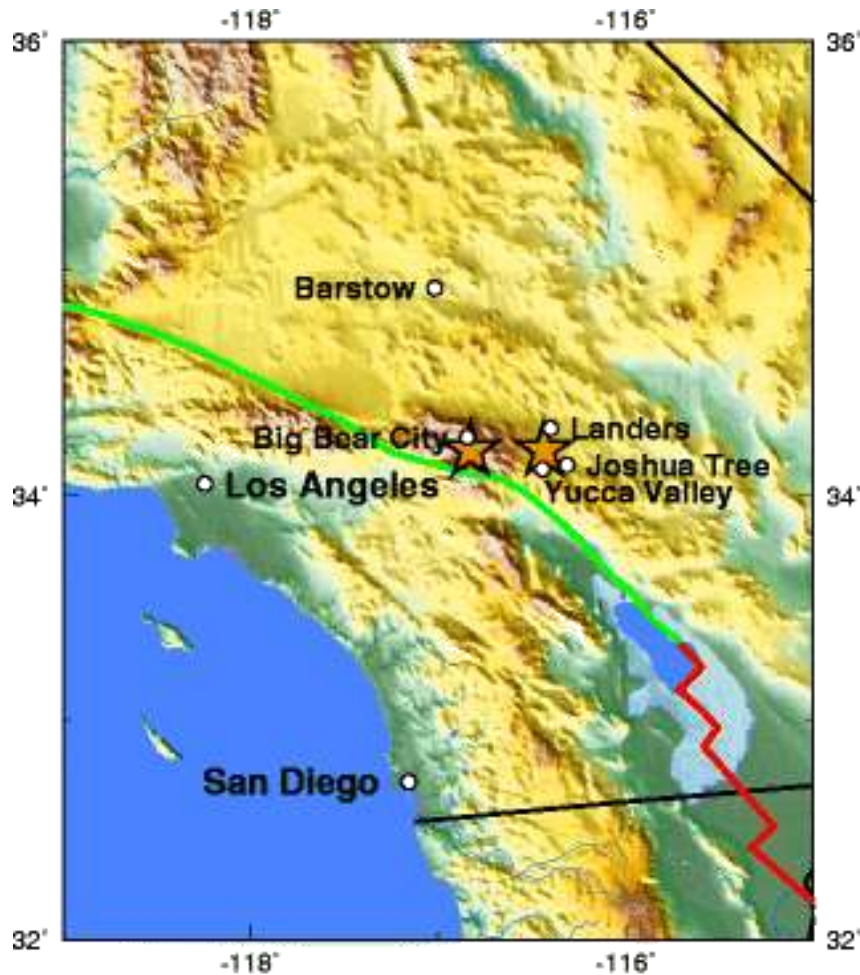 -118° -116°
36° 36°
Barstow
Big Bear City Landers
Joshua Tree
Los Angeles Yucca Valley
34° 34°
San Diego
32° 32°
-118° -116°